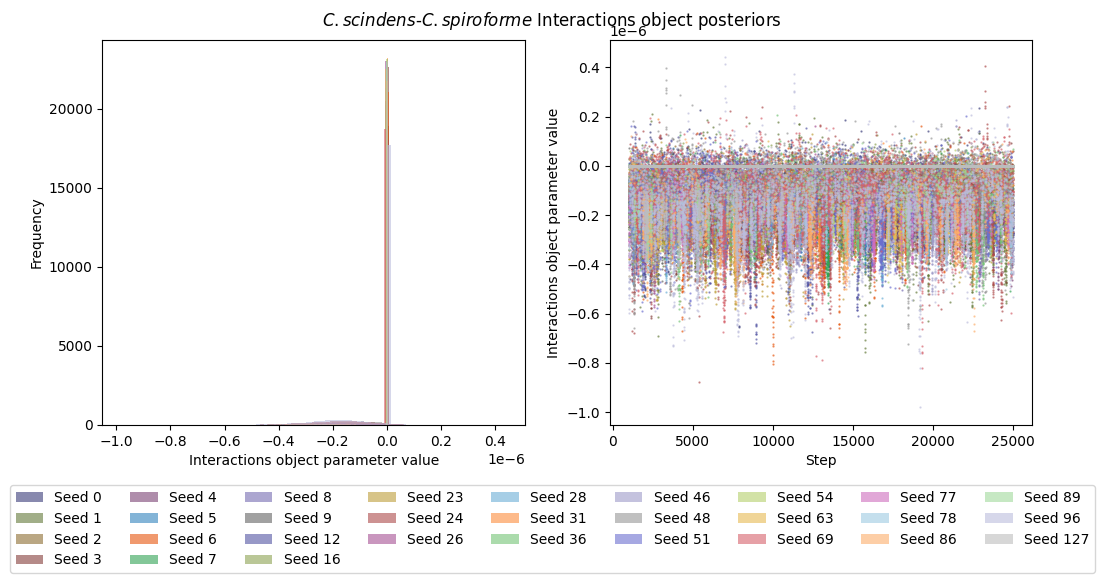 C. scindens-C. spiroforme Interactions object posteriors
Frequency
20000
15000
10000
5000
0
−1.0 −0.8 −0.6 −0.4 −0.2 0.0 0.2 0.4
1e−6
Interactions object parameter value
1e−6
Interactions object parameter value
0.4
0.2
0.0
−0.2
−0.4
−0.6
−0.8
−1.0
0 5000 10000 15000 20000 25000
Step
Seed 0 Seed 4 Seed 8 Seed 23 Seed 28 Seed 46 Seed 54 Seed 77 Seed 89
Seed 1 Seed 5 Seed 9 Seed 24 Seed 31 Seed 48 Seed 63 Seed 78 Seed 96
Seed 2 Seed 6 Seed 12 Seed 26 Seed 36 Seed 51 Seed 69 Seed 86 Seed 127
Seed 3 Seed 7 Seed 16